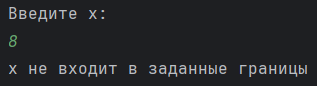 Введите x:
8
x не входит в заданные границы